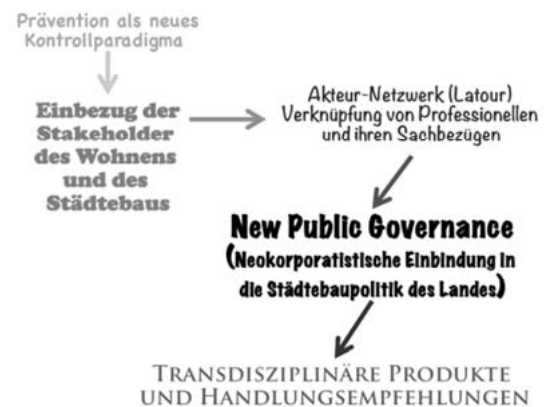 Prävention als neues
Kontrollparadigma
Einbezug der
Stakeholder
des Wohnens
und des
Städtebaus
Akteur-Netzwerk (Latour)
Verknüpfung von Professionellen
und ihren Sachbezügen
New Public Governance
(Neokorporatistische Einbindung in
die Städtebaupolitik des Landes)
TRANSDISZIPLINÄRE PRODUKTE
UND HANDLUNGSEMPFEHLUNGEN